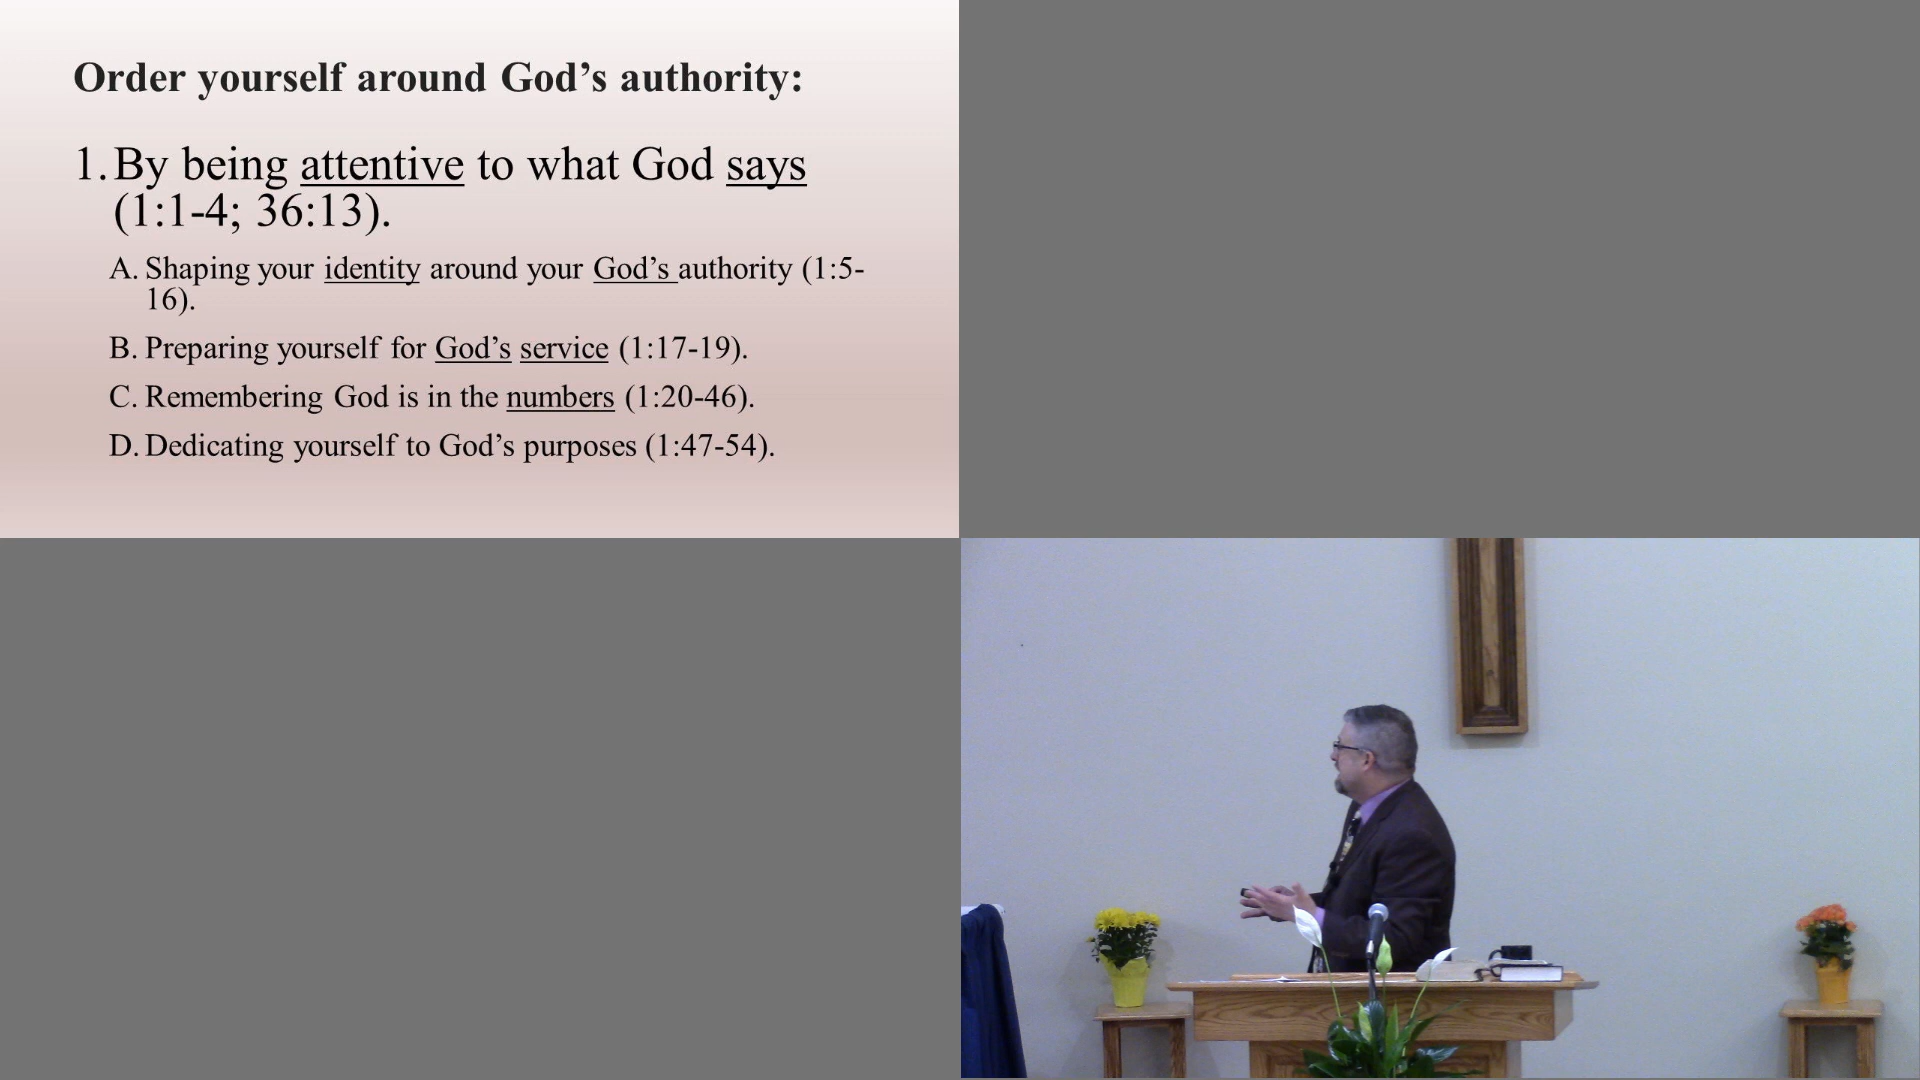 Order yourself around God’s authority:
1. By being attentive to what God says
(1:1-4; 36:13).
A. Shaping your identity around your God’s authority (1:5-
16).
B. Preparing yourself for God’s service (1:17-19).
C. Remembering God is in the numbers (1:20-46).
D. Dedicating yourself to God’s purposes (1:47-54).